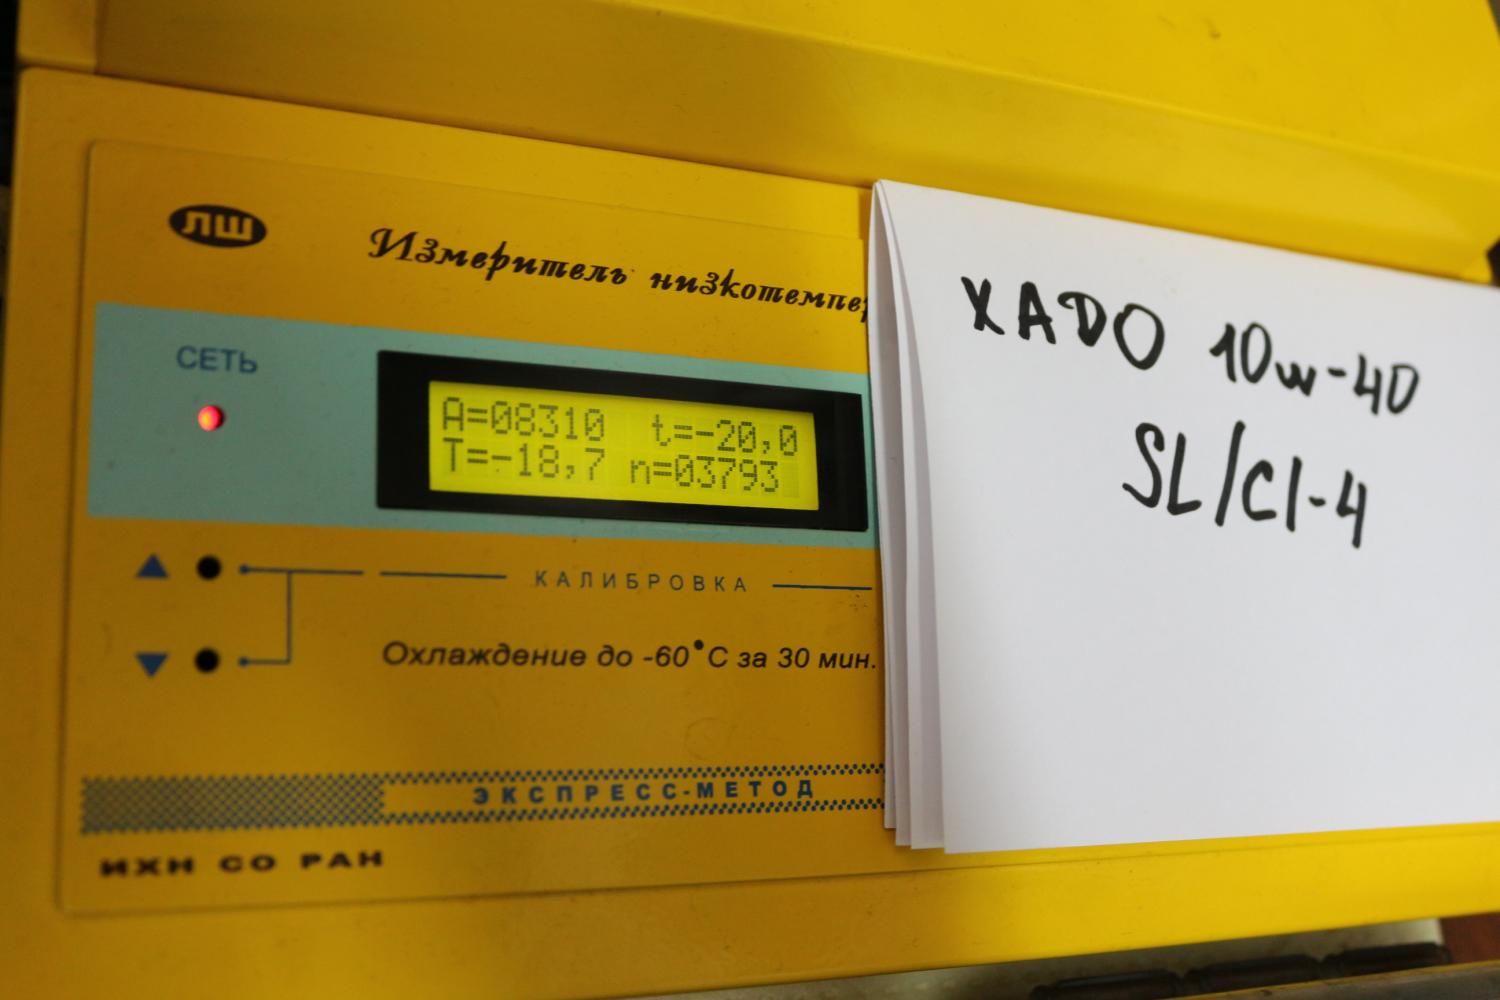 ЛШ
Измеритель низкотемпер
СЕТЬ
A=08310 t=-20,0
T=-18,7 n=03793
КАЛИБРОВКА
Охлаждение до -60°С за 30 мин.
ЭКСПРЕСС-МЕТОД
ИХН СО РАН
XADO 10w-40
SL/CI-4